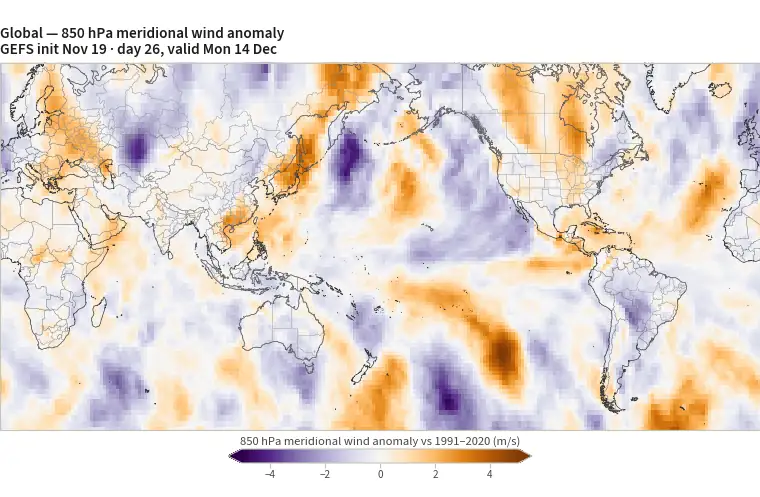 Global — 850 hPa meridional wind anomaly
GEFS init Nov 19 · day 26, valid Mon 14 Dec
850 hPa meridional wind anomaly vs 1991–2020 (m/s)
−4 −2 0 2 4